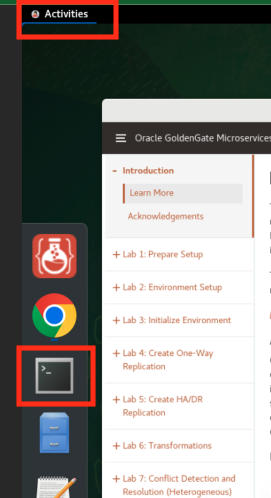 Activities
Oracle GoldenGate Microservices
- Introduction
Learn More
Acknowledgements
+ Lab 1: Prepare Setup
+ Lab 2: Environment Setup
+ Lab 3: Initialize Environment
+ Lab 4: Create One-Way
Replication
+ Lab 5: Create HA/DR
Replication
+ Lab 6: Transformations
+ Lab 7: Conflict Detection and
Resolution (Heterogeneous)